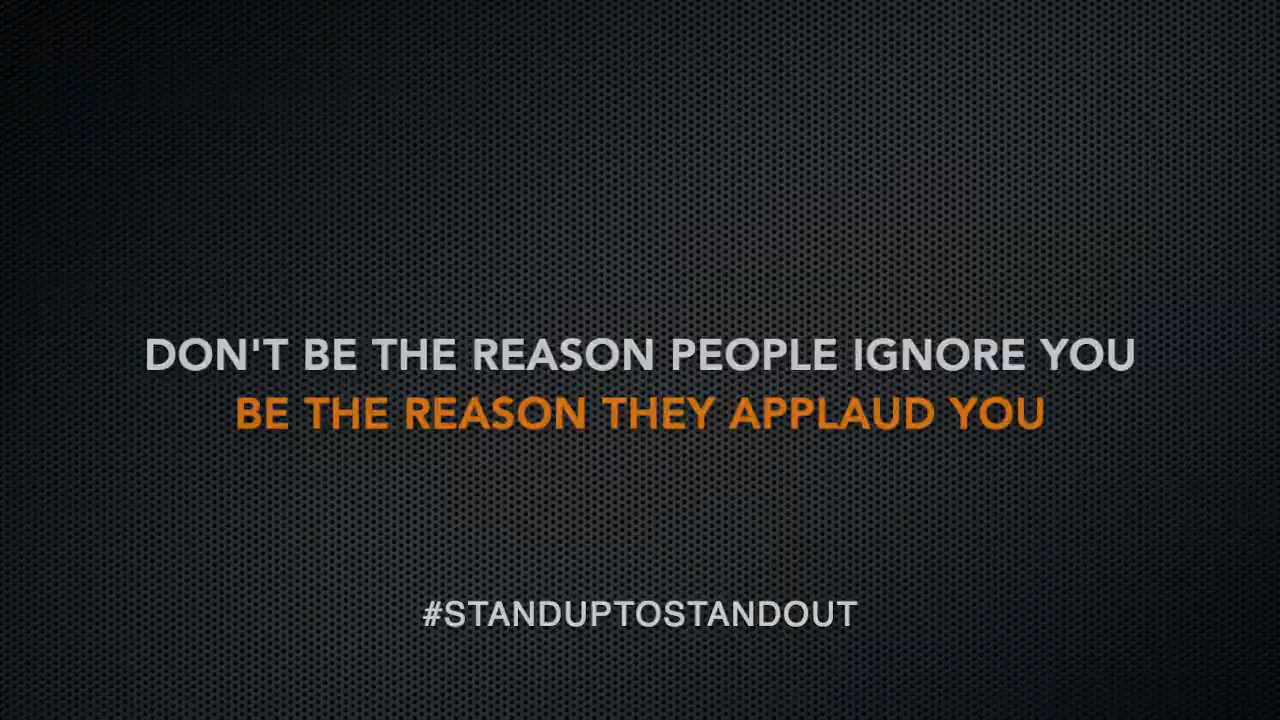 DON'T BE THE REASON PEOPLE IGNORE YOU
BE THE REASON THEY APPLAUD YOU
#STANDUPTOSTANDOUT